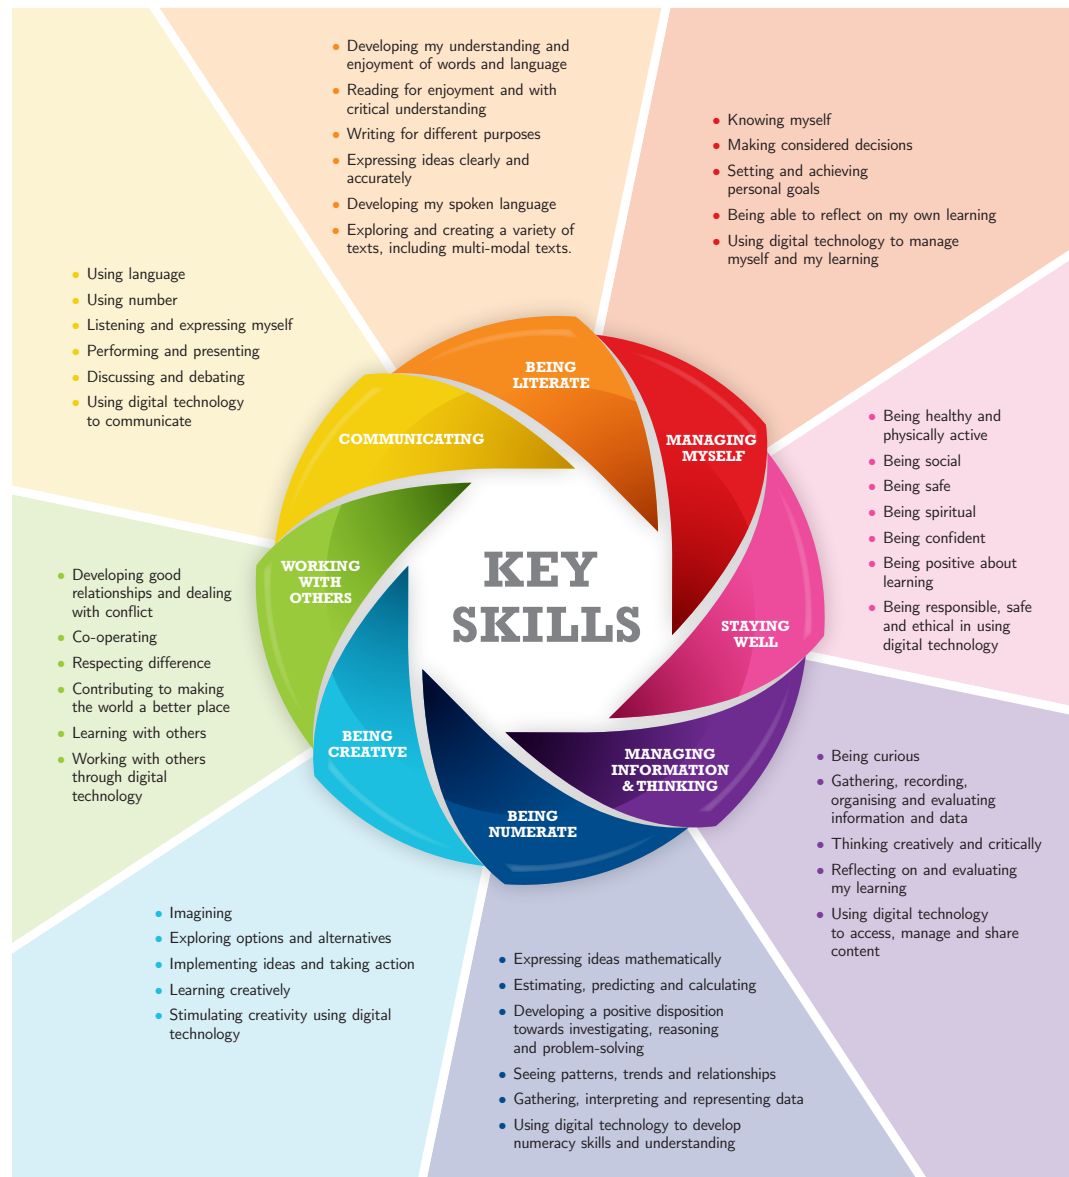 Developing my understanding and
enjoyment of words and language
Reading for enjoyment and with
critical understanding
Writing for different purposes
Expressing ideas clearly and
accurately
Developing my spoken language
Exploring and creating a variety of
texts, including multi-modal texts.
Knowing myself
Making considered decisions
Setting and achieving
personal goals
Being able to reflect on my own learning
Using digital technology to manage
myself and my learning
Using language
Using number
Listening and expressing myself
Performing and presenting
Discussing and debating
Using digital technology
to communicate
BEING
LITERATE
COMMUNICATING
MANAGING
MYSELF
Being healthy and
physically active
Being social
Being safe
Being spiritual
Being confident
Being positive about
learning
Being responsible, safe
and ethical in using
digital technology
KEY
SKILLS
WORKING
WITH
OTHERS
STAYING
WELL
Developing good
relationships and dealing
with conflict
Co-operating
Respecting difference
Contributing to making
the world a better place
Learning with others
Working with others
through digital
technology
BEING
CREATIVE
MANAGING
INFORMATION
& THINKING
BEING
NUMERATE
Being curious
Gathering, recording,
organising and evaluating
information and data
Thinking creatively and critically
Reflecting on and evaluating
my learning
Using digital technology
to access, manage and share
content
Imagining
Exploring options and alternatives
Implementing ideas and taking action
Learning creatively
Stimulating creativity using digital
technology
Expressing ideas mathematically
Estimating, predicting and calculating
Developing a positive disposition
towards investigating, reasoning
and problem-solving
Seeing patterns, trends and relationships
Gathering, interpreting and representing data
Using digital technology to develop
numeracy skills and understanding